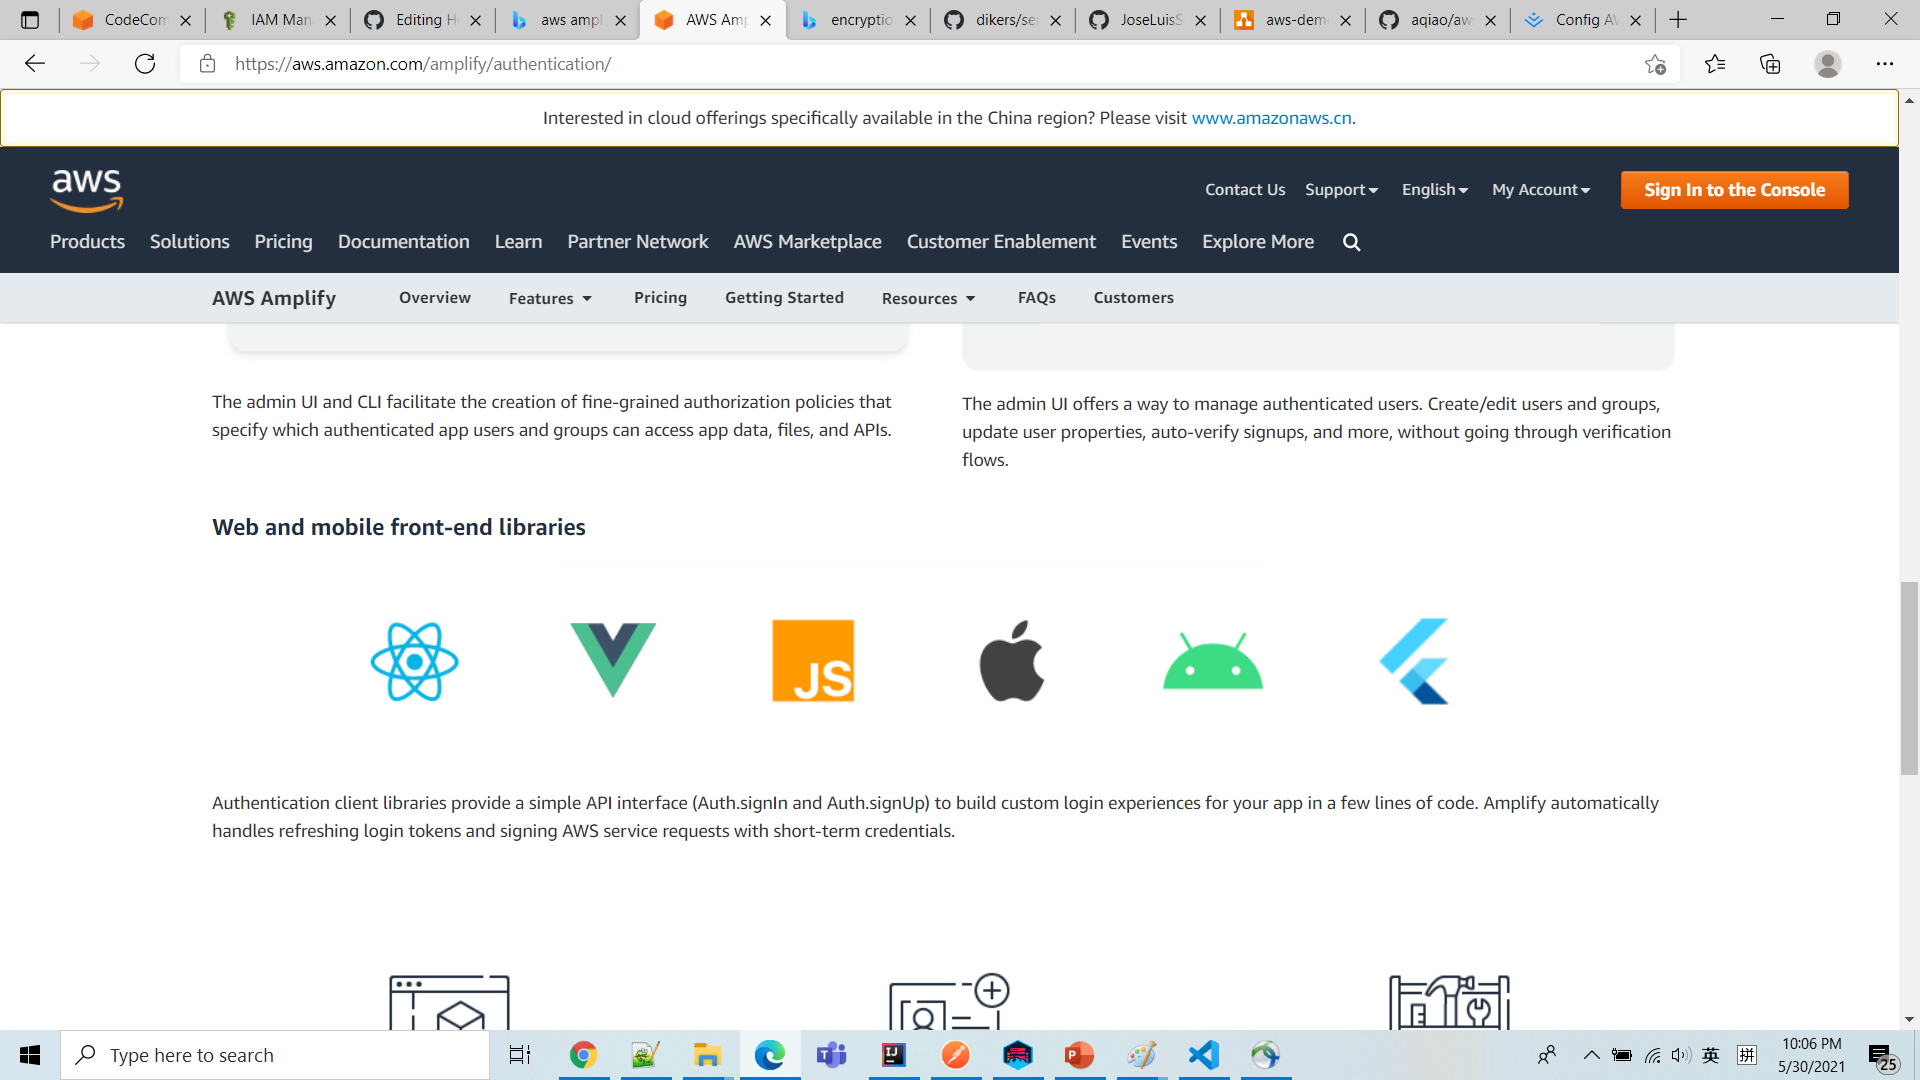 CodeCom
IAM Man
Editing H
aws ampl
AWS Amp
encryptio
dikers/se
JoseLuisS
aws-dem
aqiao/aw
Config AV
https://aws.amazon.com/amplify/authentication/
Interested in cloud offerings specifically available in the China region? Please visit www.amazonaws.cn.
aws
Contact Us Support English My Account Sign In to the Console
Products Solutions Pricing Documentation Learn Partner Network AWS Marketplace Customer Enablement Events Explore More
AWS Amplify Overview Features Pricing Getting Started Resources FAQs Customers
The admin UI and CLI facilitate the creation of fine-grained authorization policies that
specify which authenticated app users and groups can access app data, files, and APIs.
The admin UI offers a way to manage authenticated users. Create/edit users and groups,
update user properties, auto-verify signups, and more, without going through verification
flows.
Web and mobile front-end libraries
JS
Authentication client libraries provide a simple API interface (Auth.signIn and Auth.signUp) to build custom login experiences for your app in a few lines of code. Amplify automatically
handles refreshing login tokens and signing AWS service requests with short-term credentials.
Type here to search
英
拼
10:06 PM
5/30/2021
25